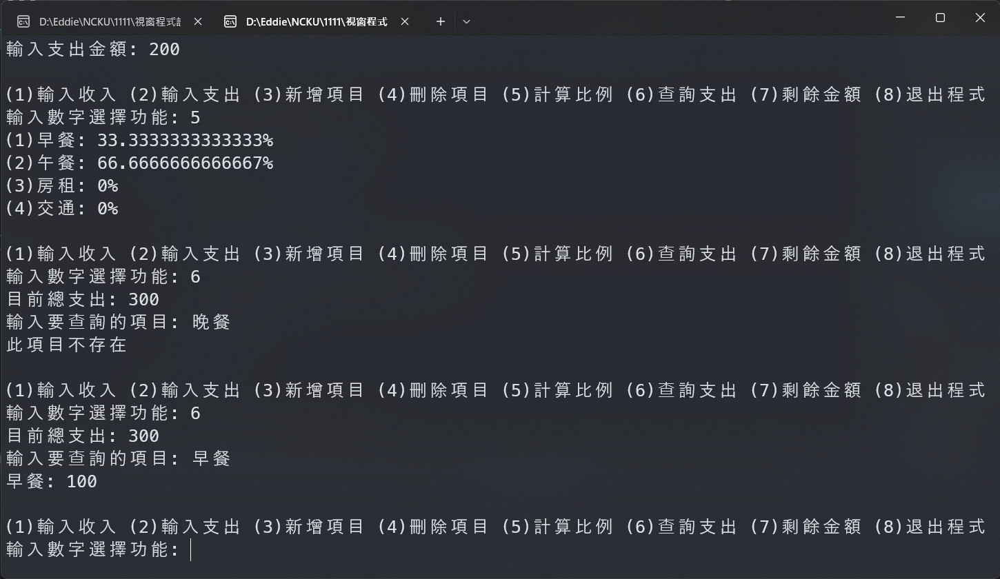 D:\Eddie\NCKU\1111\視窗程式 D:\Eddie\NCKU\1111\視窗程式
輸入支出金額: 200
(1)輸入收入 (2)輸入支出 (3)新增項目 (4)刪除項目 (5)計算比例 (6)查詢支出 (7)剩餘金額 (8)退出程式
輸入數字選擇功能: 5
(1)早餐: 33.3333333333333%
(2)午餐: 66.6666666666667%
(3)房租: 0%
(4)交通: 0%
(1)輸入收入 (2)輸入支出 (3)新增項目 (4)刪除項目 (5)計算比例 (6)查詢支出 (7)剩餘金額 (8)退出程式
輸入數字選擇功能: 6
目前總支出: 300
輸入要查詢的項目: 晚餐
此項目不存在
(1)輸入收入 (2)輸入支出 (3)新增項目 (4)刪除項目 (5)計算比例 (6)查詢支出 (7)剩餘金額 (8)退出程式
輸入數字選擇功能: 6
目前總支出: 300
輸入要查詢的項目: 早餐
早餐: 100
(1)輸入收入 (2)輸入支出 (3)新增項目 (4)刪除項目 (5)計算比例 (6)查詢支出 (7)剩餘金額 (8)退出程式
輸入數字選擇功能: